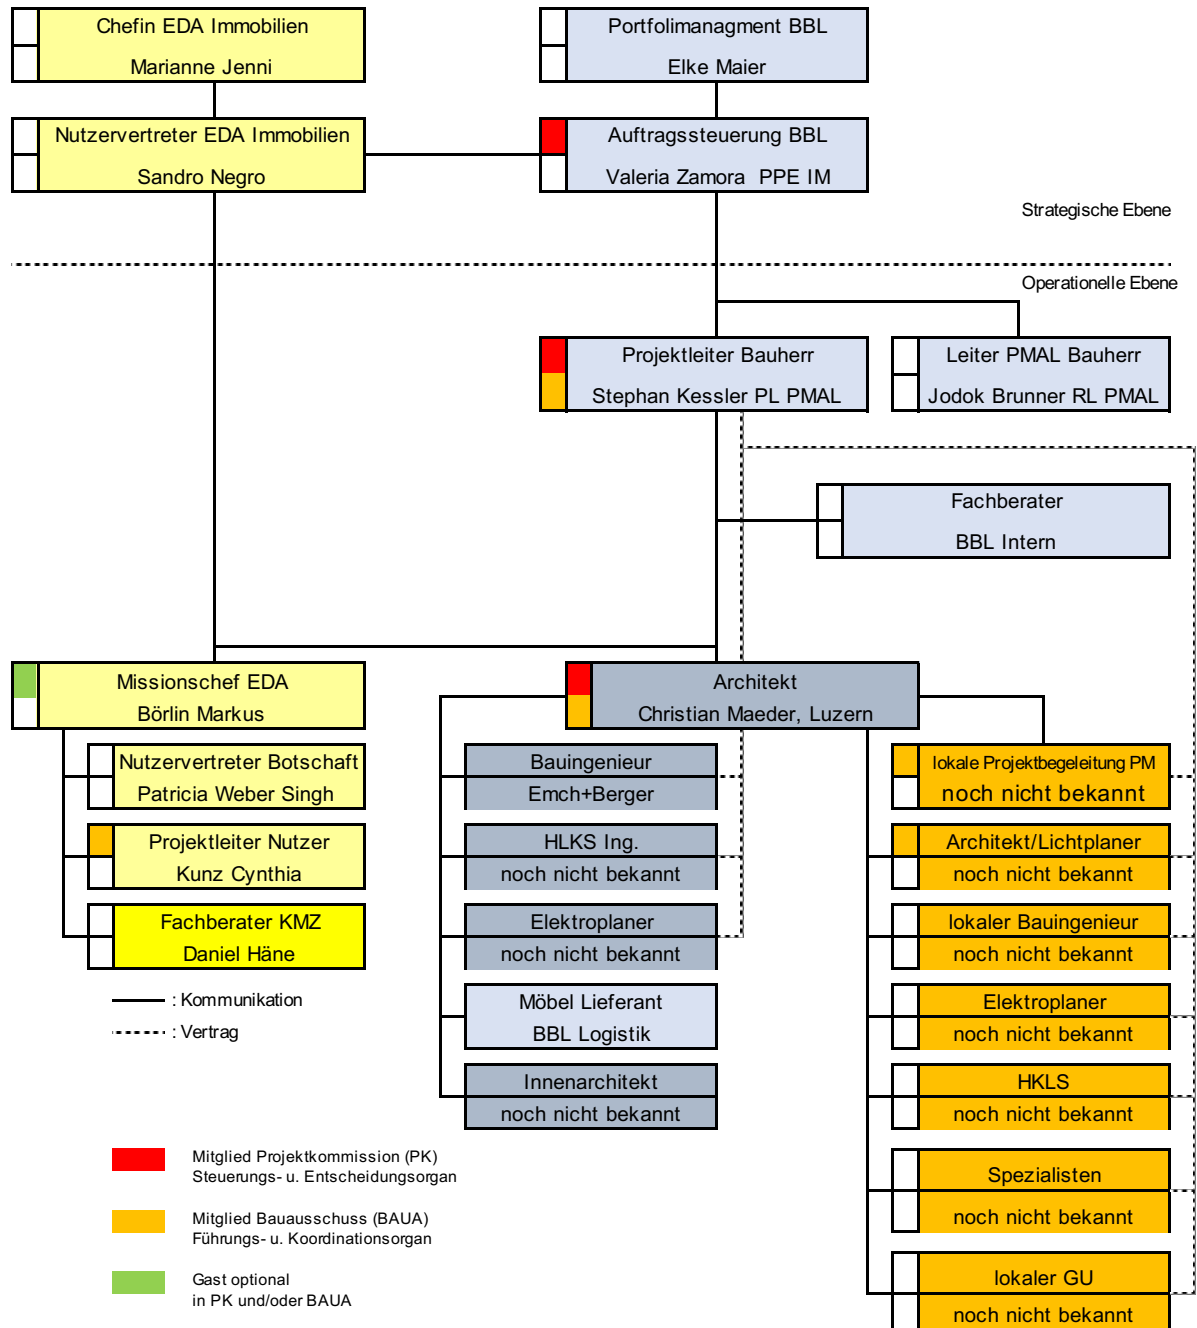 Chefin EDA Immobilien
Marianne Jenni
Portfolimanagment BBL
Elke Maier
Nutzervertreter EDA Immobilien
Sandro Negro
Auftragssteuerung BBL
Valeria Zamora PPE IM
Strategische Ebene
Operationelle Ebene
Projektleiter Bauherr
Stephan Kessler PL PMAL
Leiter PMAL Bauherr
Jodok Brunner RL PMAL
Fachberater
BBL Intern
Missionschef EDA
Börlin Markus
Architekt
Christian Maeder, Luzern
Nutzervertreter Botschaft
Patricia Weber Singh
Projektleiter Nutzer
Kunz Cynthia
Fachberater KMZ
Daniel Häne
Bauingenieur
Emch+Berger
HLKS Ing.
noch nicht bekannt
Elektroplaner
noch nicht bekannt
Möbel Lieferant
BBL Logistik
Innenarchitekt
noch nicht bekannt
lokale Projektbegeleitung PM
noch nicht bekannt
Architekt/Lichtplaner
noch nicht bekannt
lokaler Bauingenieur
noch nicht bekannt
Elektroplaner
noch nicht bekannt
HKLS
noch nicht bekannt
Spezialisten
noch nicht bekannt
lokaler GU
noch nicht bekannt
: Kommunikation
: Vertrag
Mitglied Projektkommission (PK)
Steuerungs- u. Entscheidungsorgan
Mitglied Bauausschuss (BAUA)
Führungs- u. Koordinationsorgan
Gast optional
in PK und/oder BAUA